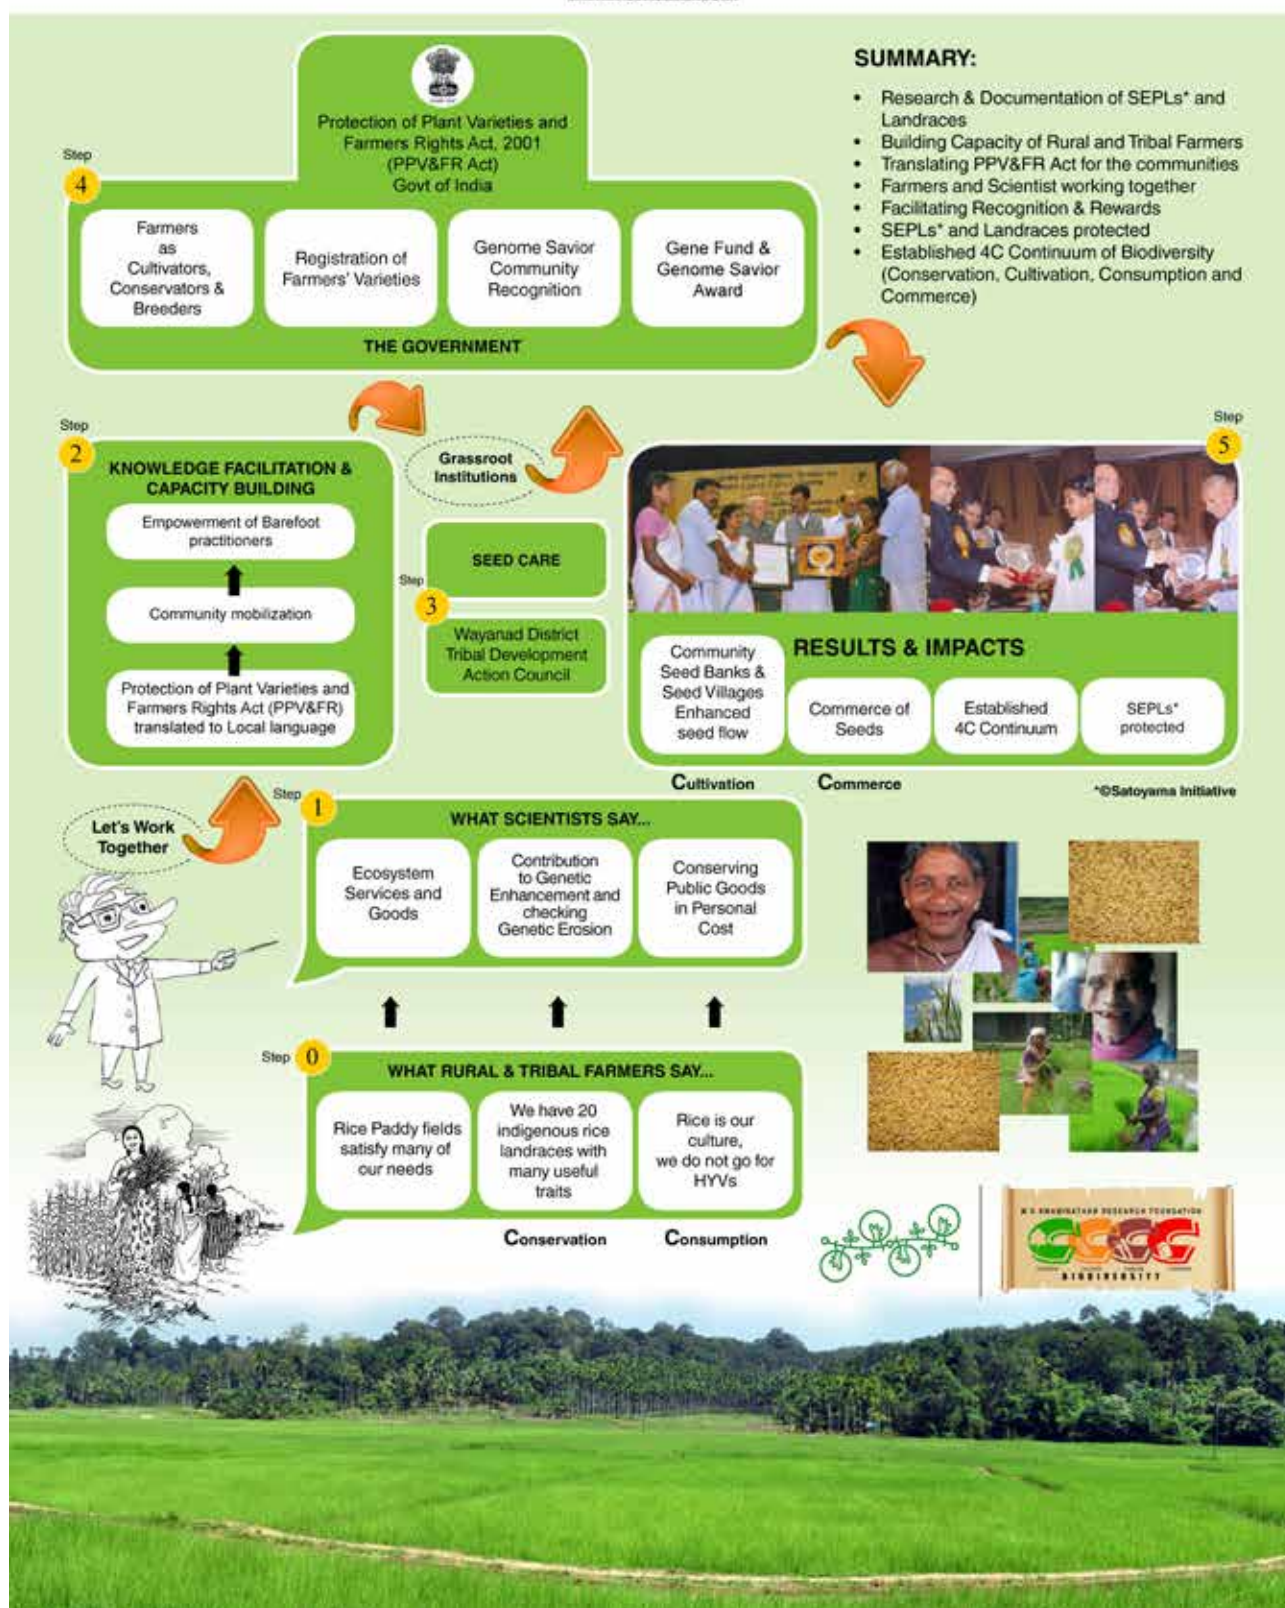 SUMMARY:
• Research & Documentation of SEPLs* and
Landraces
• Building Capacity of Rural and Tribal Farmers
• Translating PPV&FR Act for the communities
• Farmers and Scientist working together
• Facilitating Recognition & Rewards
• SEPLs* and Landraces protected
• Established 4C Continuum of Biodiversity
(Conservation, Cultivation, Consumption and
Commerce)
Protection of Plant Varieties and
Farmers Rights Act, 2001
(PPV&FR Act)
Govt of India
Step
4
Farmers
as
Cultivators,
Conservators &
Breeders
Registration of
Farmers' Varieties
Genome Savior
Community
Recognition
Gene Fund &
Genome Savior
Award
THE GOVERNMENT
Step
2
KNOWLEDGE FACILITATION &
CAPACITY BUILDING
Empowerment of Barefoot
practitioners
Community mobilization
Protection of Plant Varieties and
Farmers Rights Act (PPV&FR)
translated to Local language
Grassroot
Institutions
SEED CARE
Step
3
Wayanad District
Tribal Development
Action Council
Step
5
RESULTS & IMPACTS
Community
Seed Banks &
Seed Villages
Enhanced
seed flow
Commerce of
Seeds
Established
4C Continuum
SEPLs*
protected
Cultivation
Commerce
*©Satoyama Initiative
Let's Work
Together
Step
1
WHAT SCIENTISTS SAY...
Ecosystem
Services and
Goods
Contribution
to Genetic
Enhancement and
checking
Genetic Erosion
Conserving
Public Goods
in Personal
Cost
Step
0
WHAT RURAL & TRIBAL FARMERS SAY...
Rice Paddy fields
satisfy many of
our needs
We have 20
indigenous rice
landraces with
many useful
traits
Rice is our
culture,
we do not go for
HYVs
Conservation
Consumption
M S SWAMINATHAN RESEARCH FOUNDATION
CCCC
BIODIVERSITY